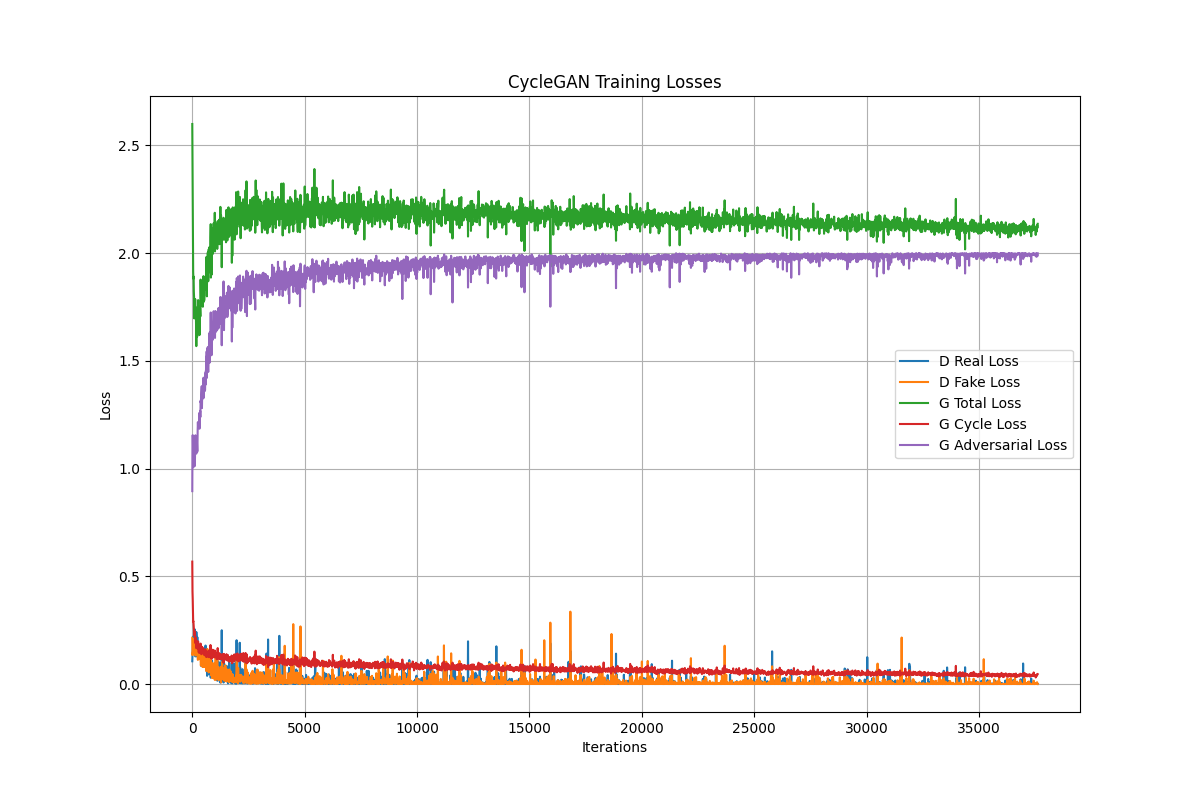 CycleGAN Training Losses
Loss
2.5
2.0
1.5
1.0
0.5
0.0
D Real Loss
D Fake Loss
G Total Loss
G Cycle Loss
G Adversarial Loss
0 5000 10000 15000 20000 25000 30000 35000
Iterations